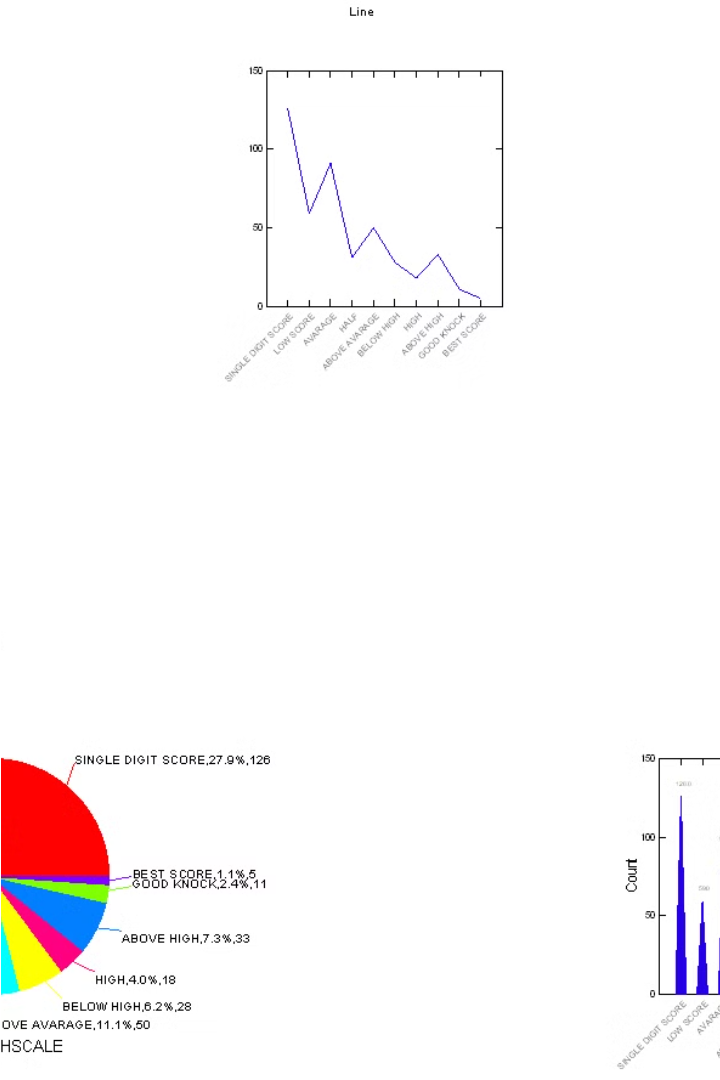 Line
150
100
50
0
SINGLE DIGIT SCORE
LOW SCORE
AVARAGE
HALF
ABOVE AVARAGE
BELOW HIGH
HIGH
ABOVE HIGH
GOOD KNOCK
BEST SCORE
SINGLE DIGIT SCORE,27.9%,126
BEST SCORE,1.1%,5
GOOD KNOCK,2.4%,11
ABOVE HIGH,7.3%,33
HIGH,4.0%,18
BELOW HIGH,6.2%,28
OVE AVARAGE,11.1%,50
HSCALE
150
100
50
0
Count
SINGLE DIGIT SCORE
LOW SCORE